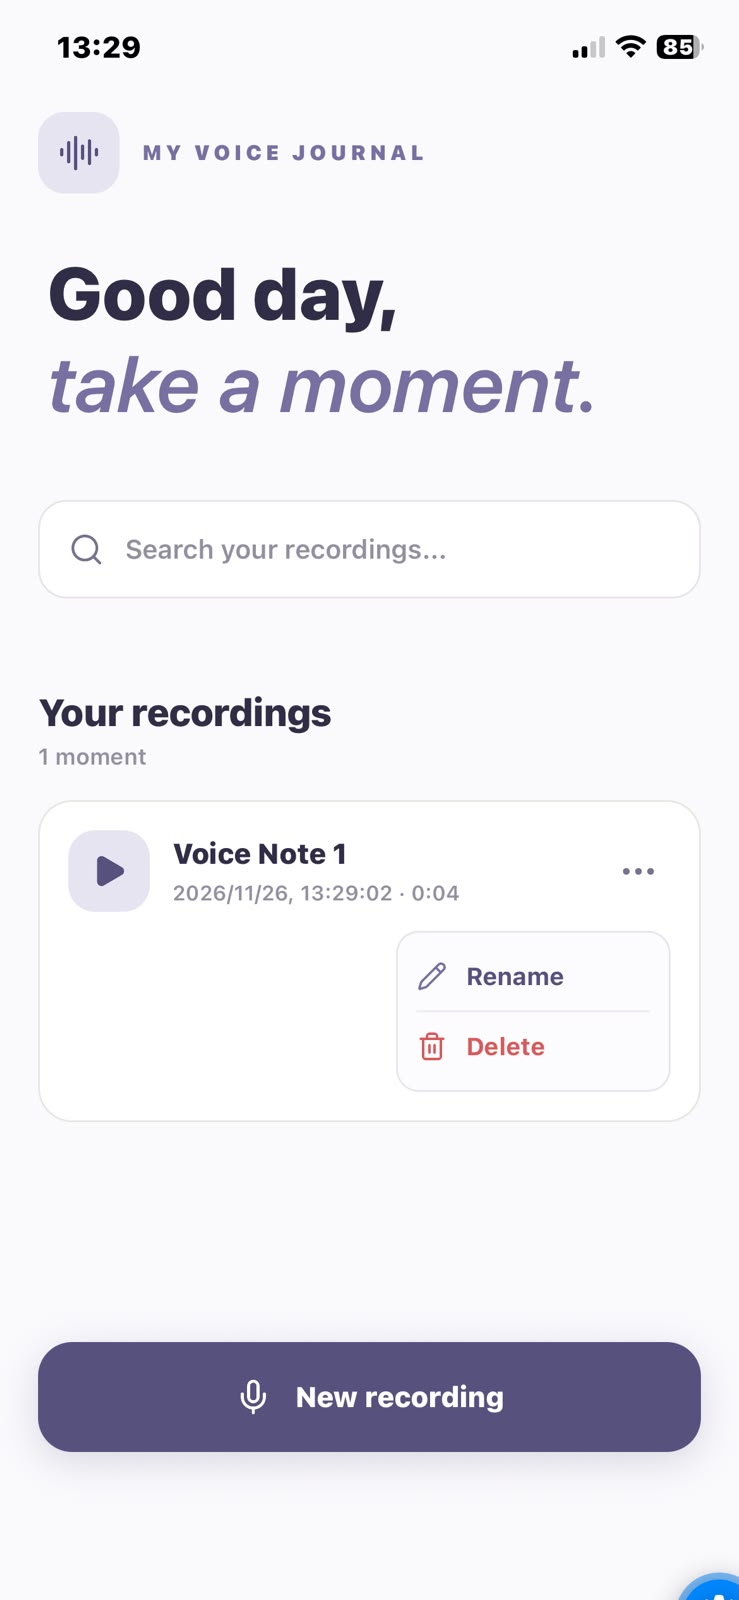 13:29
85
MY VOICE JOURNAL
Good day,
take a moment.
Search your recordings...
Your recordings
1 moment
Voice Note 1
2026/11/26, 13:29:02 · 0:04
Rename
Delete
New recording